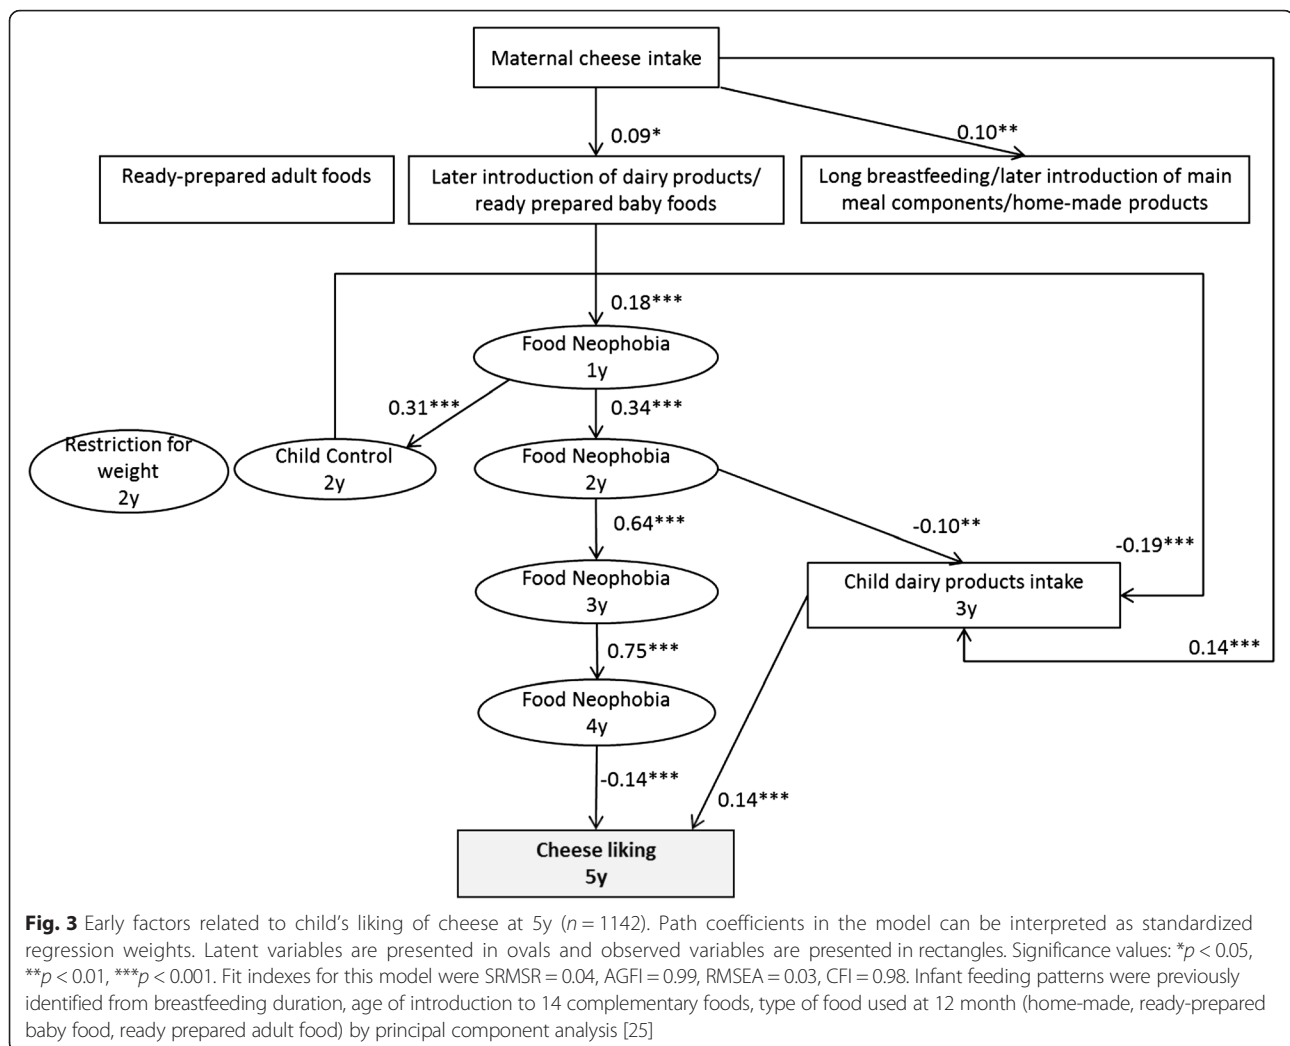 Maternal cheese intake
0.09*
0.10**
Ready-prepared adult foods
Later introduction of dairy products/
ready prepared baby foods
Long breastfeeding/later introduction of main
meal components/home-made products
0.18***
Food Neophobia
1y
0.31***
0.34***
Restriction for
weight
2y
Child Control
2y
Food Neophobia
2y
0.64***
-0.10**
-0.19***
Food Neophobia
3y
Child dairy products intake
3y
0.75***
0.14***
Food Neophobia
4y
-0.14***
0.14***
Cheese liking
5y
Fig. 3 Early factors related to child's liking of cheese at 5y (n = 1142). Path coefficients in the model can be interpreted as standardized
regression weights. Latent variables are presented in ovals and observed variables are presented in rectangles. Significance values: *p < 0.05,
**p < 0.01, ***p < 0.001. Fit indexes for this model were SRMSR = 0.04, AGFI = 0.99, RMSEA = 0.03, CFI = 0.98. Infant feeding patterns were previously
identified from breastfeeding duration, age of introduction to 14 complementary foods, type of food used at 12 month (home-made, ready-prepared
baby food, ready prepared adult food) by principal component analysis [25]